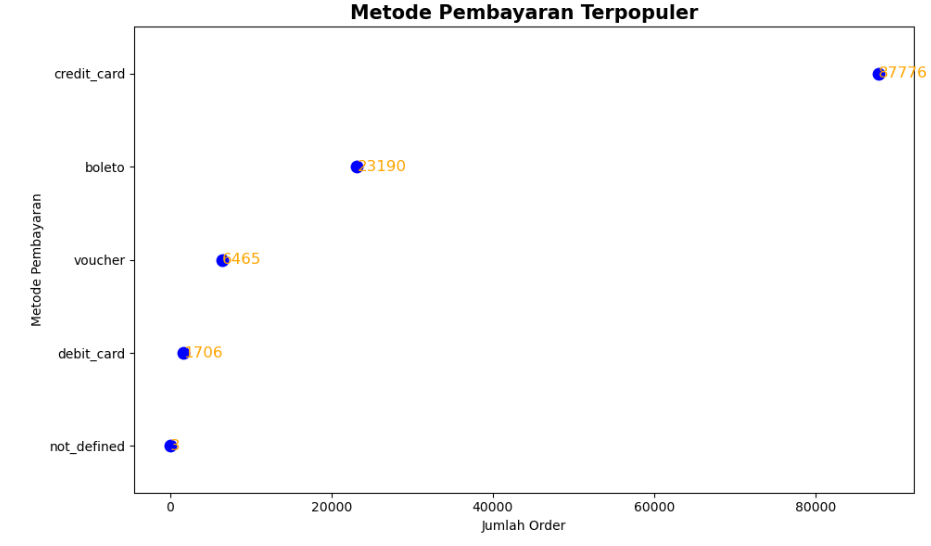 Metode Pembayaran Terpopuler
credit_card
87776
boleto
23190
voucher
6465
debit_card
1706
not_defined
3
Metode Pembayaran
0 20000 40000 60000 80000
Jumlah Order